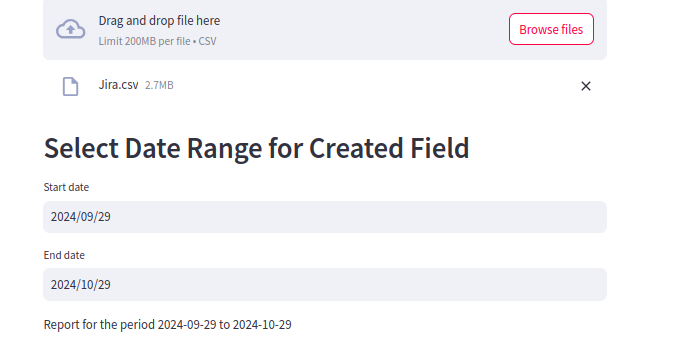 Drag and drop file here
Limit 200MB per file • CSV
Browse files
Jira.csv 2.7MB
Select Date Range for Created Field
Start date
2024/09/29
End date
2024/10/29
Report for the period 2024-09-29 to 2024-10-29